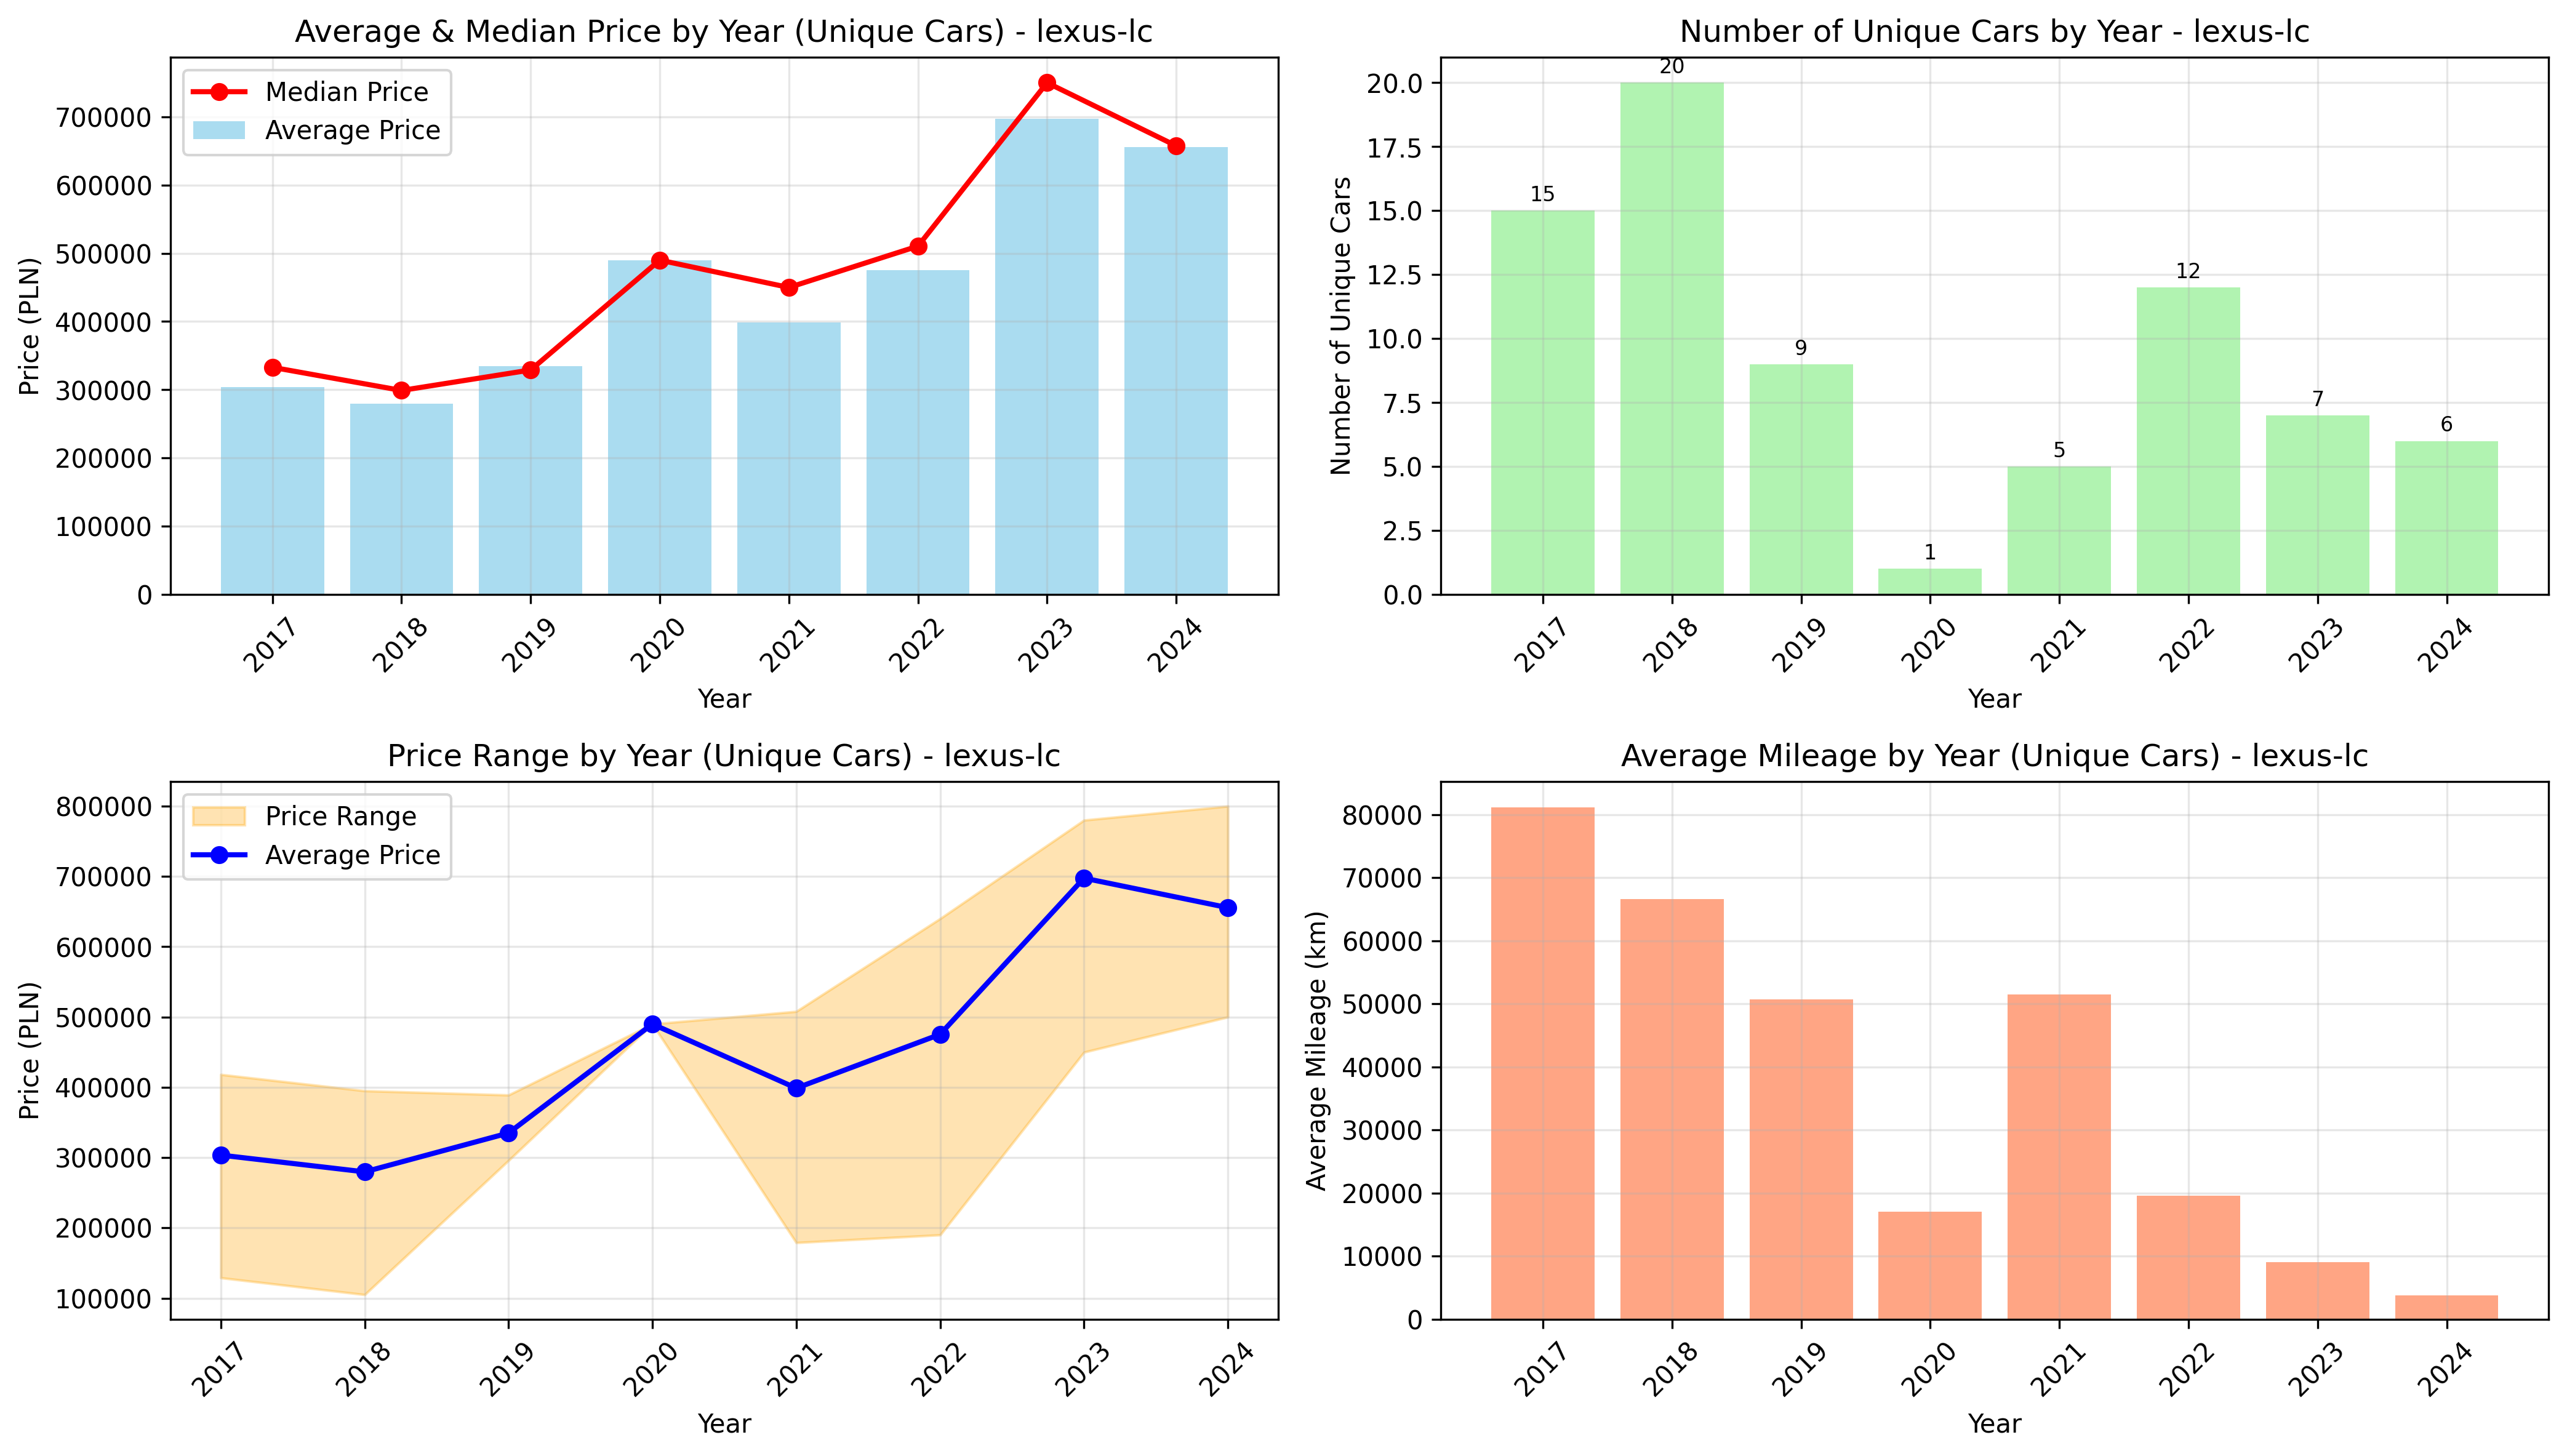 Average & Median Price by Year (Unique Cars) - lexus-lc
Median Price
Average Price
Price (PLN)
700000
600000
500000
400000
300000
200000
100000
0
2017 2018 2019 2020 2021 2022 2023 2024
Year
Number of Unique Cars by Year - lexus-lc
Number of Unique Cars
20.0
17.5
15.0
12.5
10.0
7.5
5.0
2.5
0.0
15 20 9 1 5 12 7 6
2017 2018 2019 2020 2021 2022 2023 2024
Year
Price Range by Year (Unique Cars) - lexus-lc
Price Range
Average Price
Price (PLN)
800000
700000
600000
500000
400000
300000
200000
100000
2017 2018 2019 2020 2021 2022 2023 2024
Year
Average Mileage by Year (Unique Cars) - lexus-lc
Average Mileage (km)
80000
70000
60000
50000
40000
30000
20000
10000
0
2017 2018 2019 2020 2021 2022 2023 2024
Year